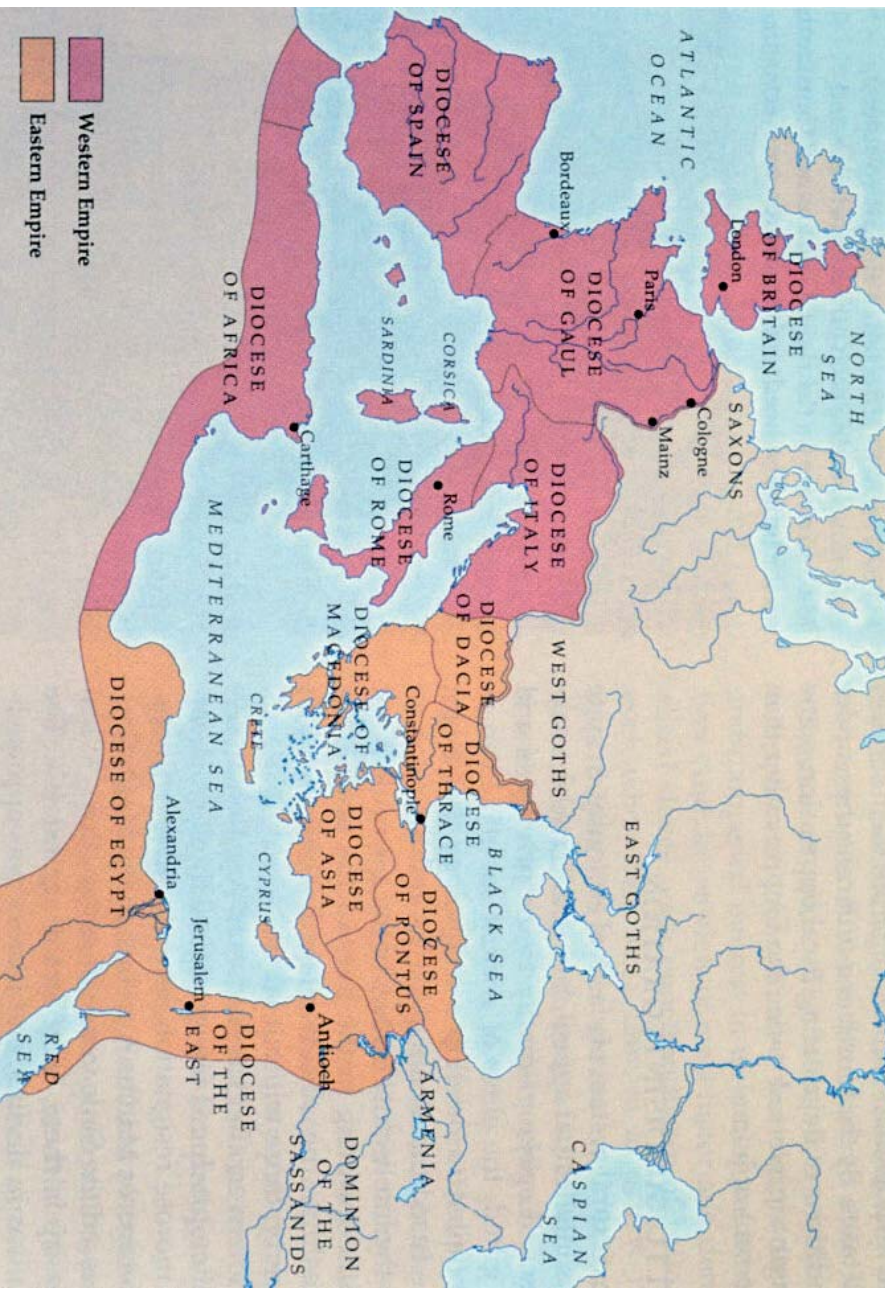 ATLANTIC
OCEAN
NORTH
SEA
DIOCESE
OF BRITAIN
London
SAXONS
Cologne
Mainz
Paris
DIOCESE
OF GAUL
Bordeaux
DIOCESE
OF SPAIN
DIOCESE
OF ITALY
CORSICA
SARDINIA
Rome
DIOCESE
OF ROME
Carthage
DIOCESE
OF AFRICA
WEST GOTHS
EAST GOTHS
DIOCESE
OF DACIA
DIOCESE
OF THRACE
DIOCESE OF
MACEDONIA
Constantinople
BLACK SEA
CASPIAN
SEA
DIOCESE
OF PONTUS
DIOCESE
OF ASIA
ARMENIA
DOMINION
OF THE
SASSANIDS
CRETE
CYPRUS
MEDITERRANEAN SEA
Antioch
DIOCESE
OF THE
EAST
Jerusalem
Alexandria
DIOCESE OF EGYPT
RED
SEA
Western Empire
Eastern Empire